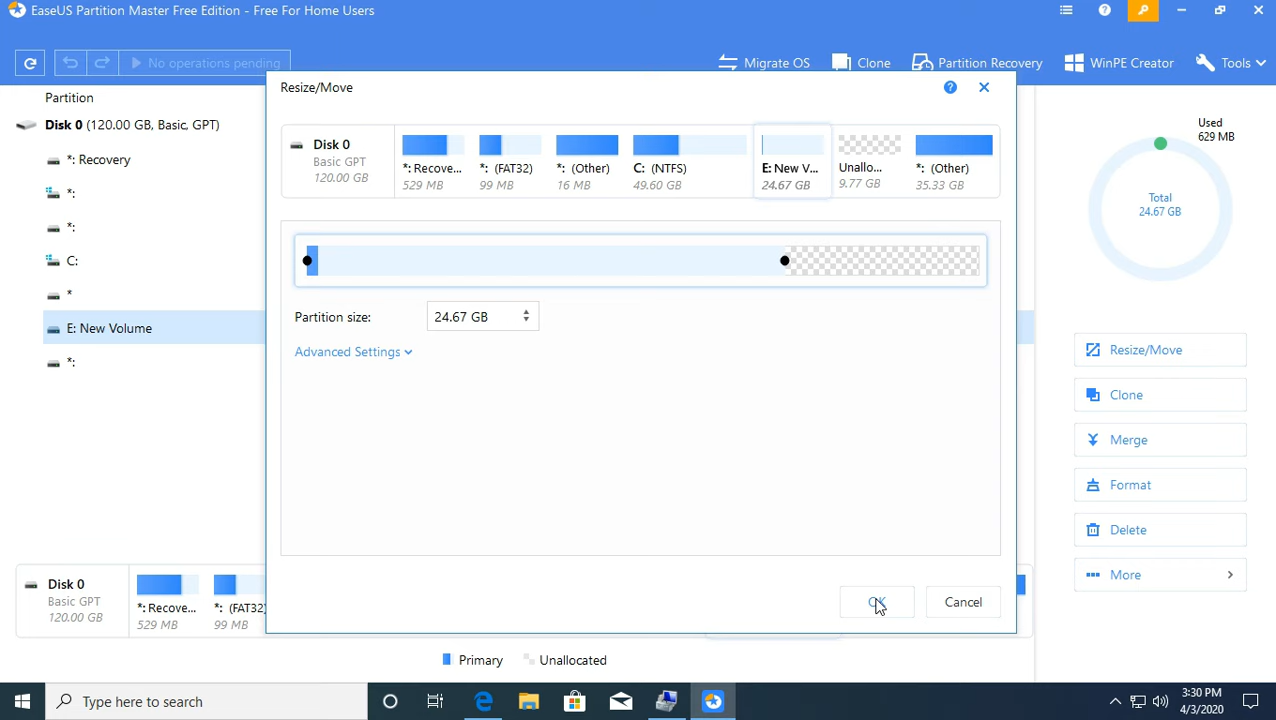 EaseUS Partition Master Free Edition - Free For Home Users
No operations pending
Migrate OS
Clone
Partition Recovery
WinPE Creator
Tools
Partition
Disk 0 (120.00 GB, Basic, GPT)
*: Recovery
*:
*:
C:
*
E: New Volume
*:
Resize/Move
Disk 0
Basic GPT
120.00 GB
*: Recove...
529 MB
*: (FAT32)
99 MB
*: (Other)
16 MB
C: (NTFS)
49.60 GB
E: New V...
24.67 GB
Unallo...
9.77 GB
*: (Other)
35.33 GB
Partition size:
24.67 GB
Advanced Settings
OK
Cancel
Used
629 MB
Total
24.67 GB
Resize/Move
Clone
Merge
Format
Delete
More
Disk 0
Basic GPT
120.00 GB
*: Recove...
529 MB
*: (FAT32
99 MB
Primary
Unallocated
Type here to search
3:30 PM
4/3/2020